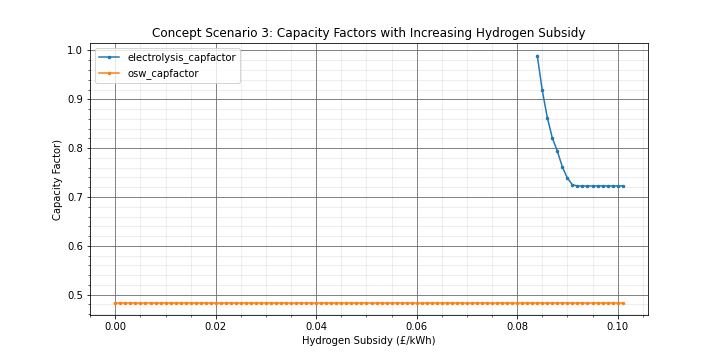 Concept Scenario 3: Capacity Factors with Increasing Hydrogen Subsidy
electrolysis_capfactor
osw_capfactor
Capacity Factor)
1.0
0.9
0.8
0.7
0.6
0.5
0.00 0.02 0.04 0.06 0.08 0.10
Hydrogen Subsidy (£/kWh)